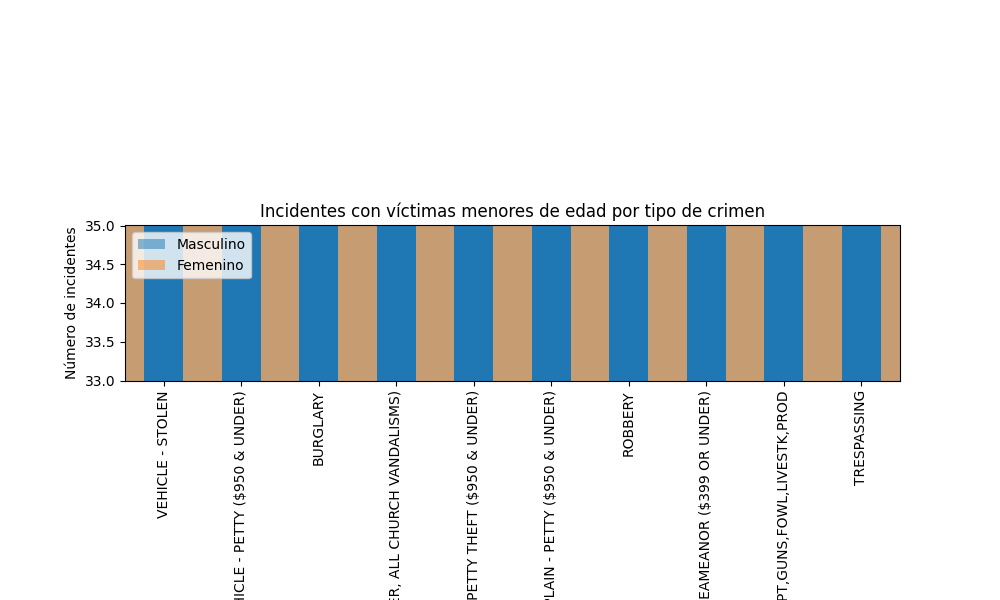 Incidentes con víctimas menores de edad por tipo de crimen
Número de incidentes
35.0
34.5
34.0
33.5
33.0
Masculino
Femenino
VEHICLE - STOLEN
HICLE - PETTY ($950 & UNDER)
BURGLARY
ER, ALL CHURCH VANDALISMS)
PETTY THEFT ($950 & UNDER)
PLAIN - PETTY ($950 & UNDER)
ROBBERY
EAMEANOR ($399 OR UNDER)
PT,GUNS,FOWL,LIVESTK,PROD
TRESPASSING